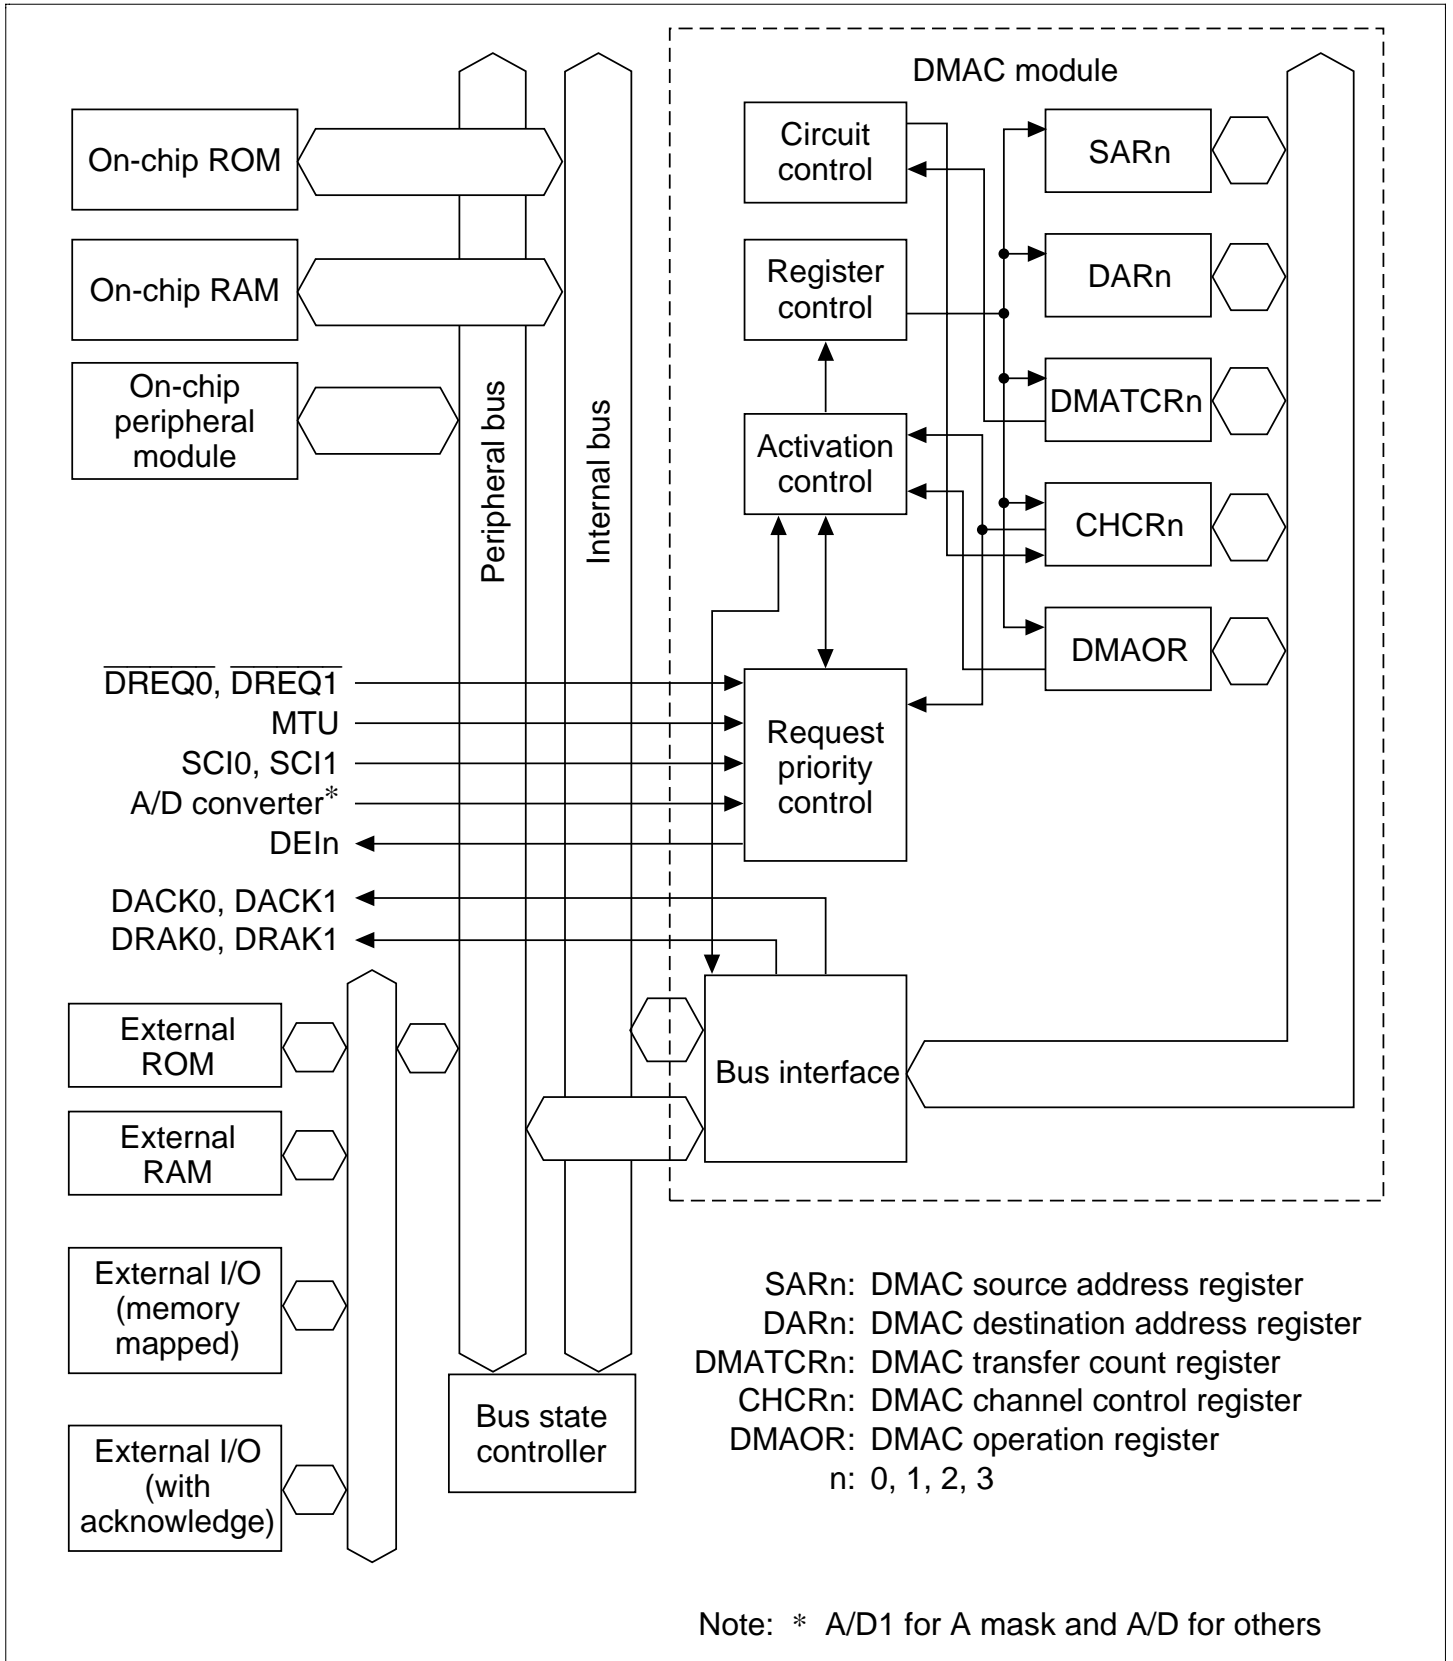 DMAC module
On-chip ROM
Circuit
control
SARn
On-chip RAM
Register
control
DARn
On-chip
peripheral
module
Peripheral bus
Internal bus
Activation
control
DMATCRn
CHCRn
DMAOR
DREQ0, DREQ1
MTU
SCI0, SCI1
A/D converter*
DEIn
Request
priority
control
DACK0, DACK1
DRAK0, DRAK1
External
ROM
Bus interface
External
RAM
External I/O
(memory
mapped)
External I/O
(with
acknowledge)
Bus state
controller
SARn: DMAC source address register
DARn: DMAC destination address register
DMATCRn: DMAC transfer count register
CHCRn: DMAC channel control register
DMAOR: DMAC operation register
n: 0, 1, 2, 3
Note: * A/D1 for A mask and A/D for others